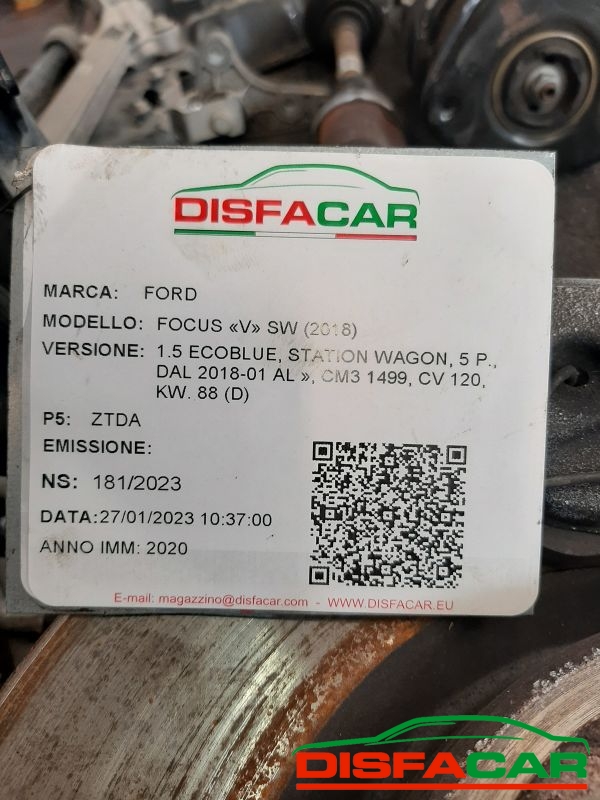 DISFACAR
MARCA: FORD
MODELLO: FOCUS «V» SW (2018)
VERSIONE: 1.5 ECOBLUE, STATION WAGON, 5 P.,
DAL 2018-01 AL », CM3 1499, CV 120,
KW. 88 (D)
P5: ZTDA
EMISSIONE:
NS: 181/2023
DATA:27/01/2023 10:37:00
ANNO IMM: 2020
E-mail: magazzino@disfacar.com - WWW.DISFACAR.EU
DISFACAR